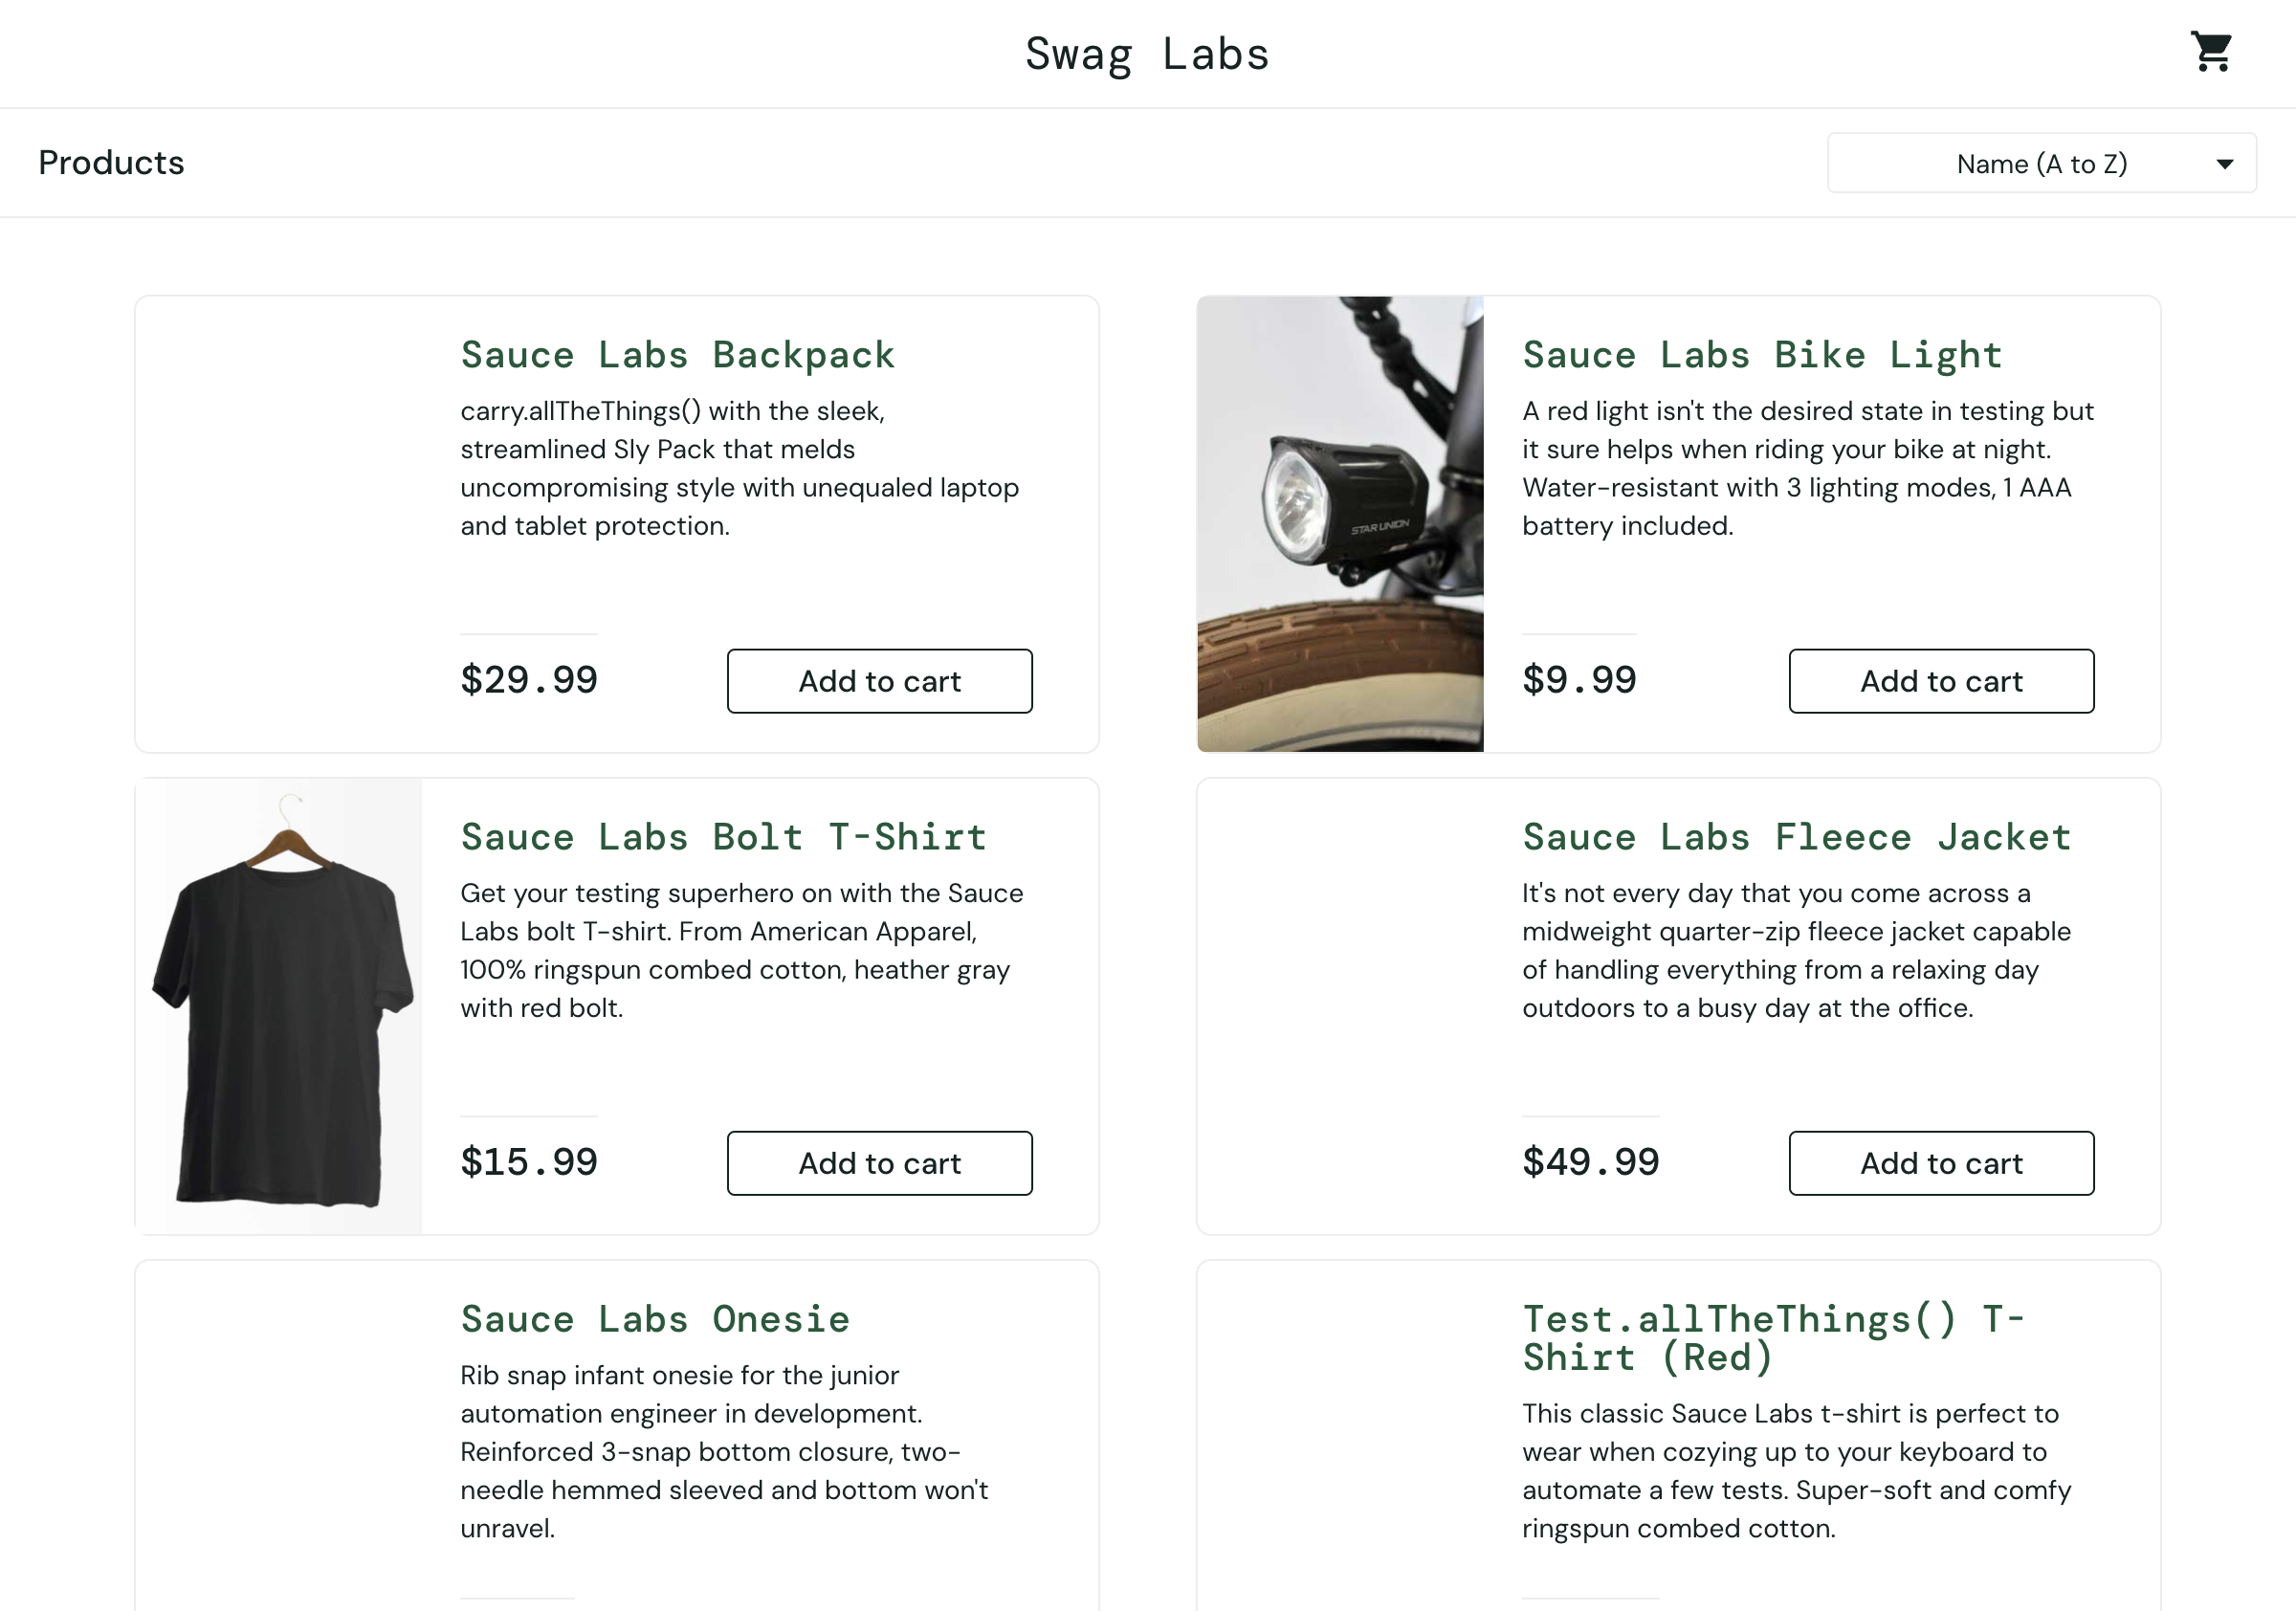 Swag Labs
Products
Name (A to Z)
Sauce Labs Backpack
carry.allTheThings() with the sleek,
streamlined Sly Pack that melds
uncompromising style with unequaled laptop
and tablet protection.
$29.99
Add to cart
Sauce Labs Bike Light
A red light isn't the desired state in testing but
it sure helps when riding your bike at night.
Water-resistant with 3 lighting modes, 1 AAA
battery included.
STAR UNION
$9.99
Add to cart
Sauce Labs Bolt T-Shirt
Get your testing superhero on with the Sauce
Labs bolt T-shirt. From American Apparel,
100% ringspun combed cotton, heather gray
with red bolt.
$15.99
Add to cart
Sauce Labs Fleece Jacket
It's not every day that you come across a
midweight quarter-zip fleece jacket capable
of handling everything from a relaxing day
outdoors to a busy day at the office.
$49.99
Add to cart
Sauce Labs Onesie
Rib snap infant onesie for the junior
automation engineer in development.
Reinforced 3-snap bottom closure, two-
needle hemmed sleeved and bottom won't
unravel.
Test.allTheThings() T-
Shirt (Red)
This classic Sauce Labs t-shirt is perfect to
wear when cozying up to your keyboard to
automate a few tests. Super-soft and comfy
ringspun combed cotton.